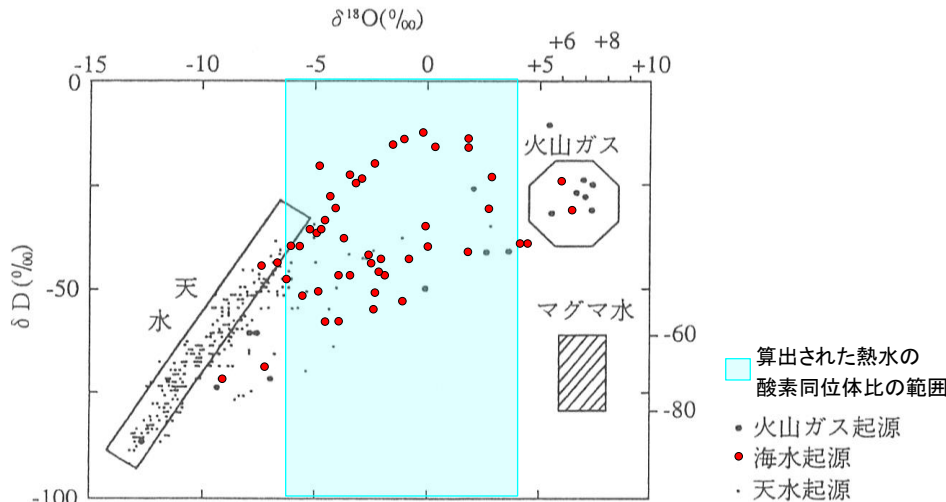 δ¹⁸O(‰)
+6 +8
-15 -10 -5 0 +5 +10
0
火山ガス
天水
δD(‰)
-50
マグマ水
-60
-80
-100
算出された熱水の
酸素同位体比の範囲
火山ガス起源
海水起源
天水起源